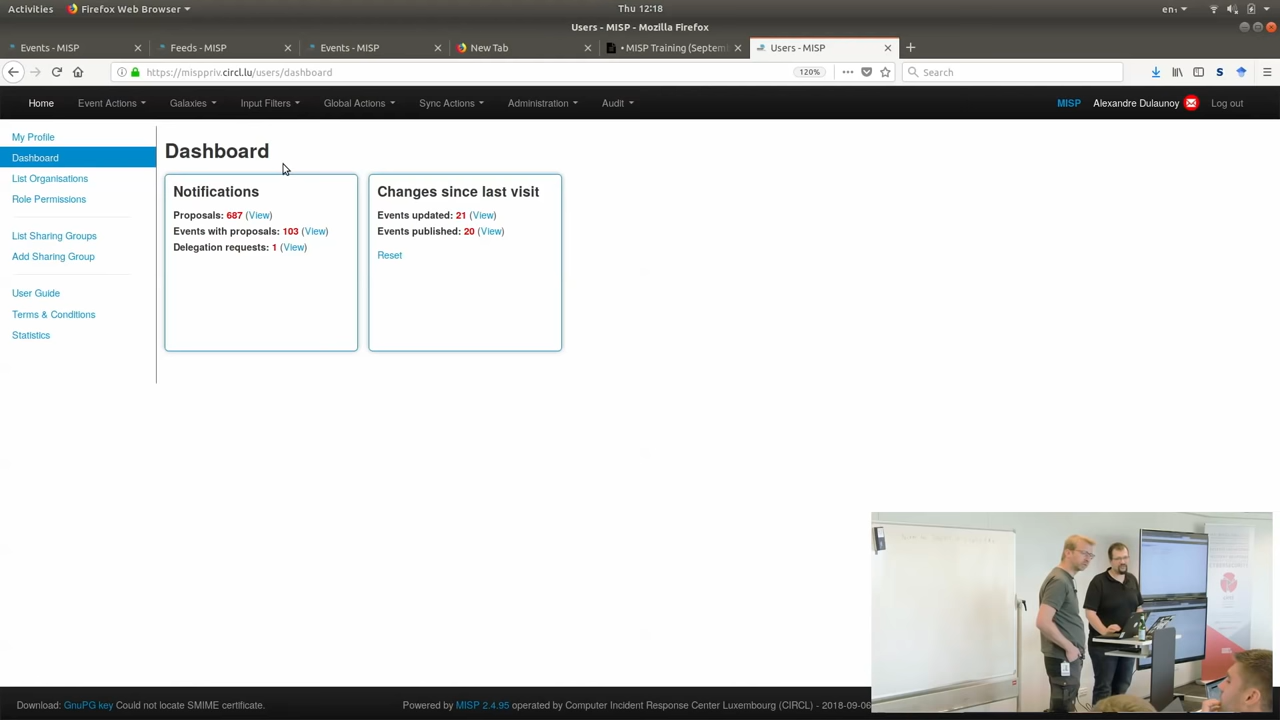 Activities
Firefox Web Browser
Thu 12:18
en₁
Users - MISP - Mozilla Firefox
Events - MISP
Feeds - MISP
Events - MISP
New Tab
• MISP Training (Septem
Users - MISP
https://misppriv.circl.lu/users/dashboard
120%
Search
Home
Event Actions
Galaxies
Input Filters
Global Actions
Sync Actions
Administration
Audit
MISP
Alexandre Dulaunoy
Log out
My Profile
Dashboard
List Organisations
Role Permissions
List Sharing Groups
Add Sharing Group
User Guide
Terms & Conditions
Statistics
Dashboard
Notifications
Proposals: 687 (View)
Events with proposals: 103 (View)
Delegation requests: 1 (View)
Changes since last visit
Events updated: 21 (View)
Events published: 20 (View)
Reset
Download: GnuPG key Could not locate SMIME certificate.
Powered by MISP 2.4.95 operated by Computer Incident Response Center Luxembourg (CIRCL) - 2018-09-06